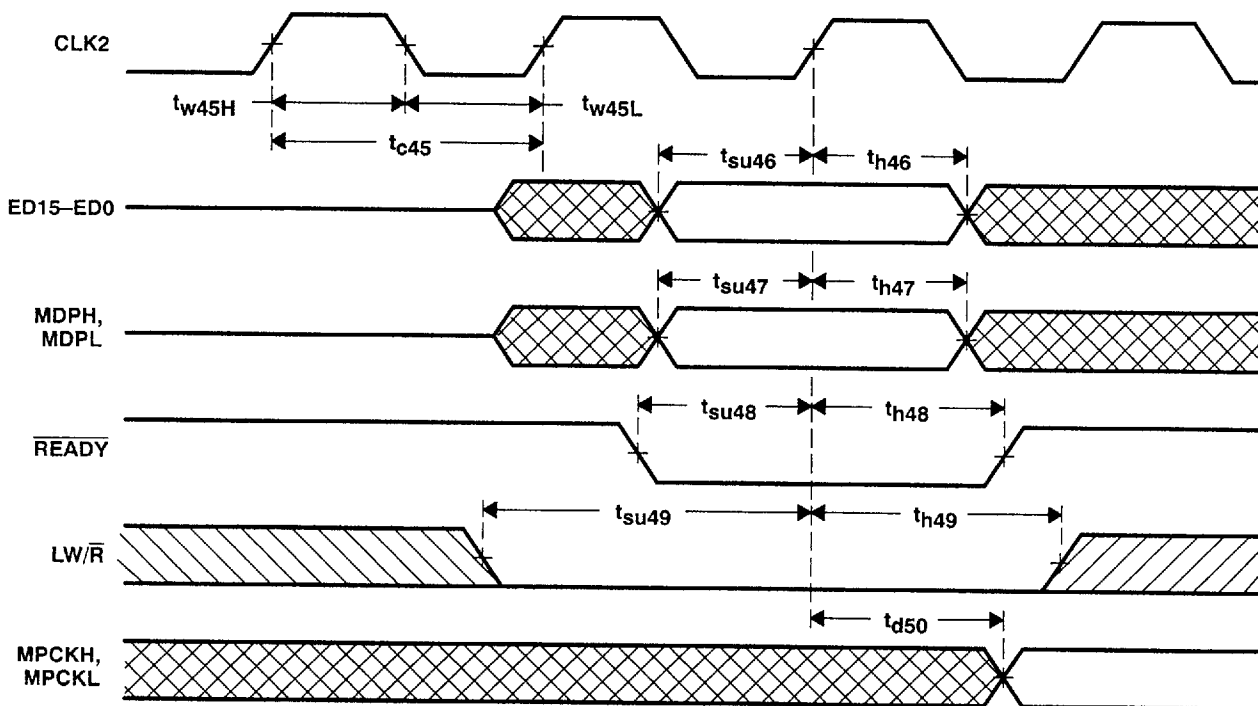 CLK2
tw45H
tw45L
tc45
tsu46
th46
ED15–ED0
tsu47
th47
MDPH,
MDPL
tsu48
th48
READY
tsu49
th49
LW/R
td50
MPCKH,
MPCKL